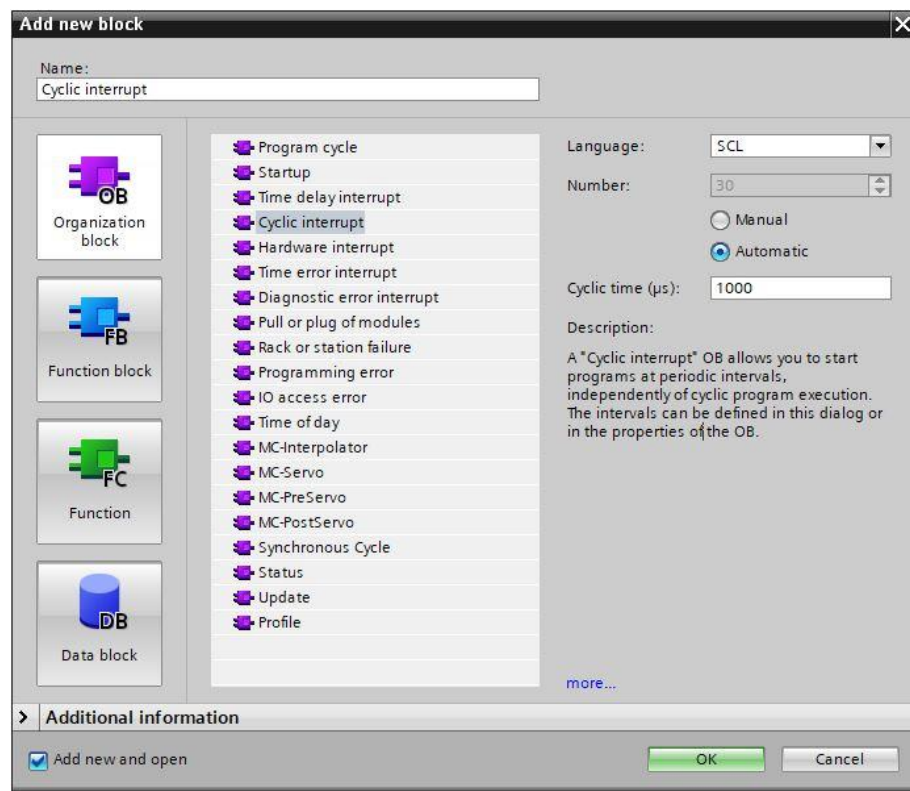 Add new block
Name:
Cyclic interrupt
OB
Organization
block
FB
Function block
FC
Function
DB
Data block
Program cycle
Startup
Time delay interrupt
Cyclic interrupt
Hardware interrupt
Time error interrupt
Diagnostic error interrupt
Pull or plug of modules
Rack or station failure
Programming error
IO access error
Time of day
MC-Interpolator
MC-Servo
MC-PreServo
MC-PostServo
Synchronous Cycle
Status
Update
Profile
Language: SCL
Number: 30
Manual
Automatic
Cyclic time (µs): 1000
Description:
A "Cyclic interrupt" OB allows you to start
programs at periodic intervals,
independently of cyclic program execution.
The intervals can be defined in this dialog or
in the properties of the OB.
more...
Additional information
Add new and open
OK
Cancel